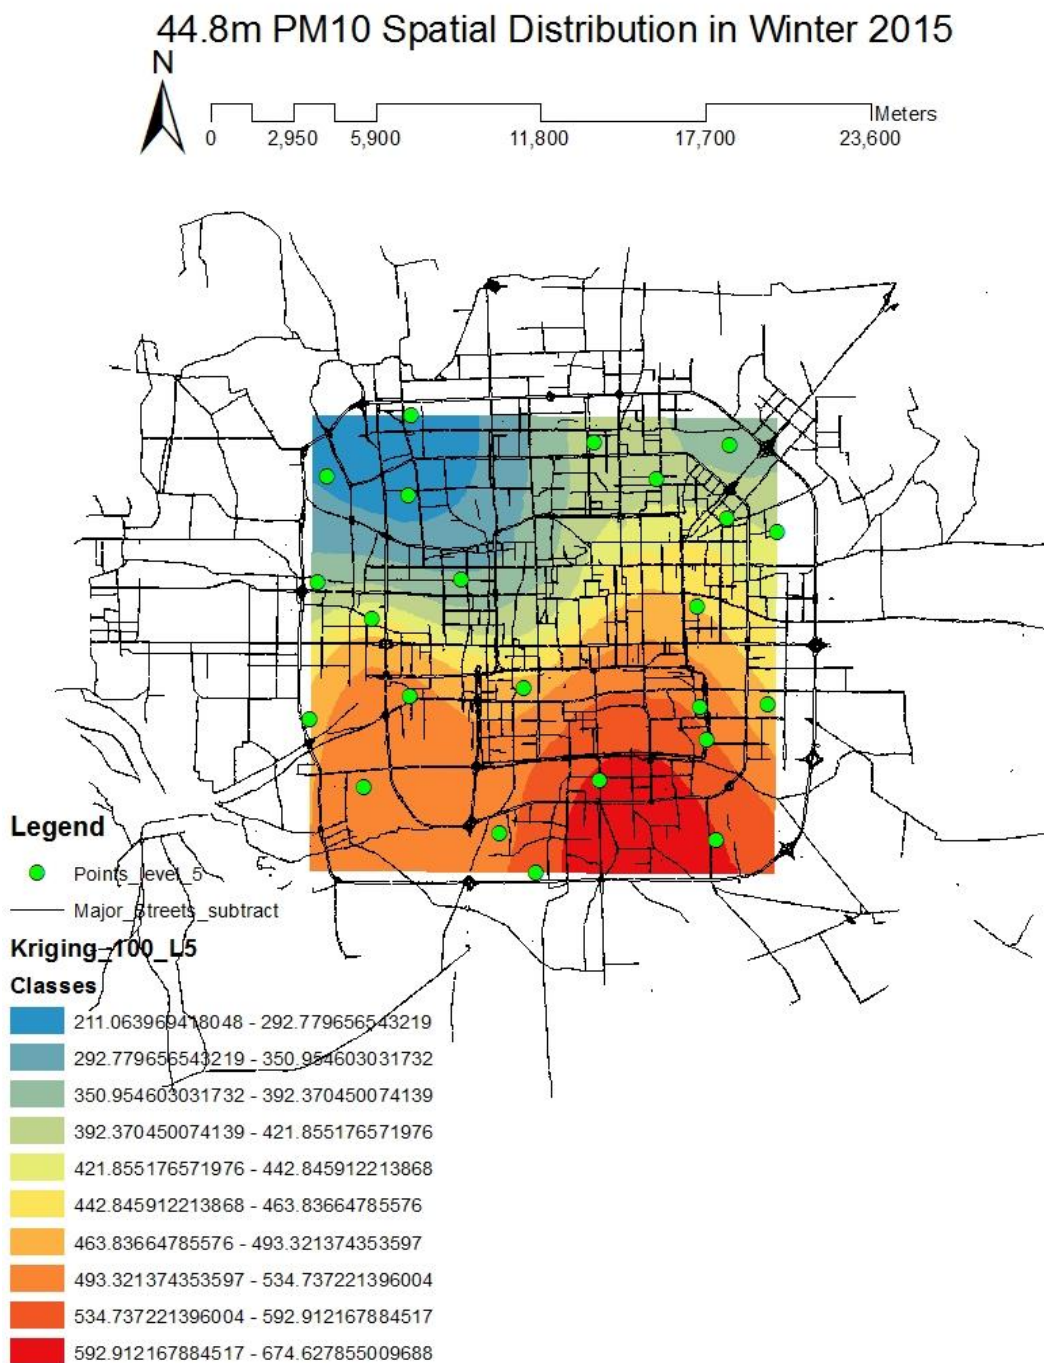 44.8m PM10 Spatial Distribution in Winter 2015
N
Meters
0 2,950 5,900 11,800 17,700 23,600
Legend
Points_level_5
Major_Streets_subtract
Kriging_100_L5
Classes
211.063969418048 - 292.779656543219
292.779656543219 - 350.954603031732
350.954603031732 - 392.370450074139
392.370450074139 - 421.855176571976
421.855176571976 - 442.845912213868
442.845912213868 - 463.83664785576
463.83664785576 - 493.321374353597
493.321374353597 - 534.737221396004
534.737221396004 - 592.912167884517
592.912167884517 - 674.627855009688